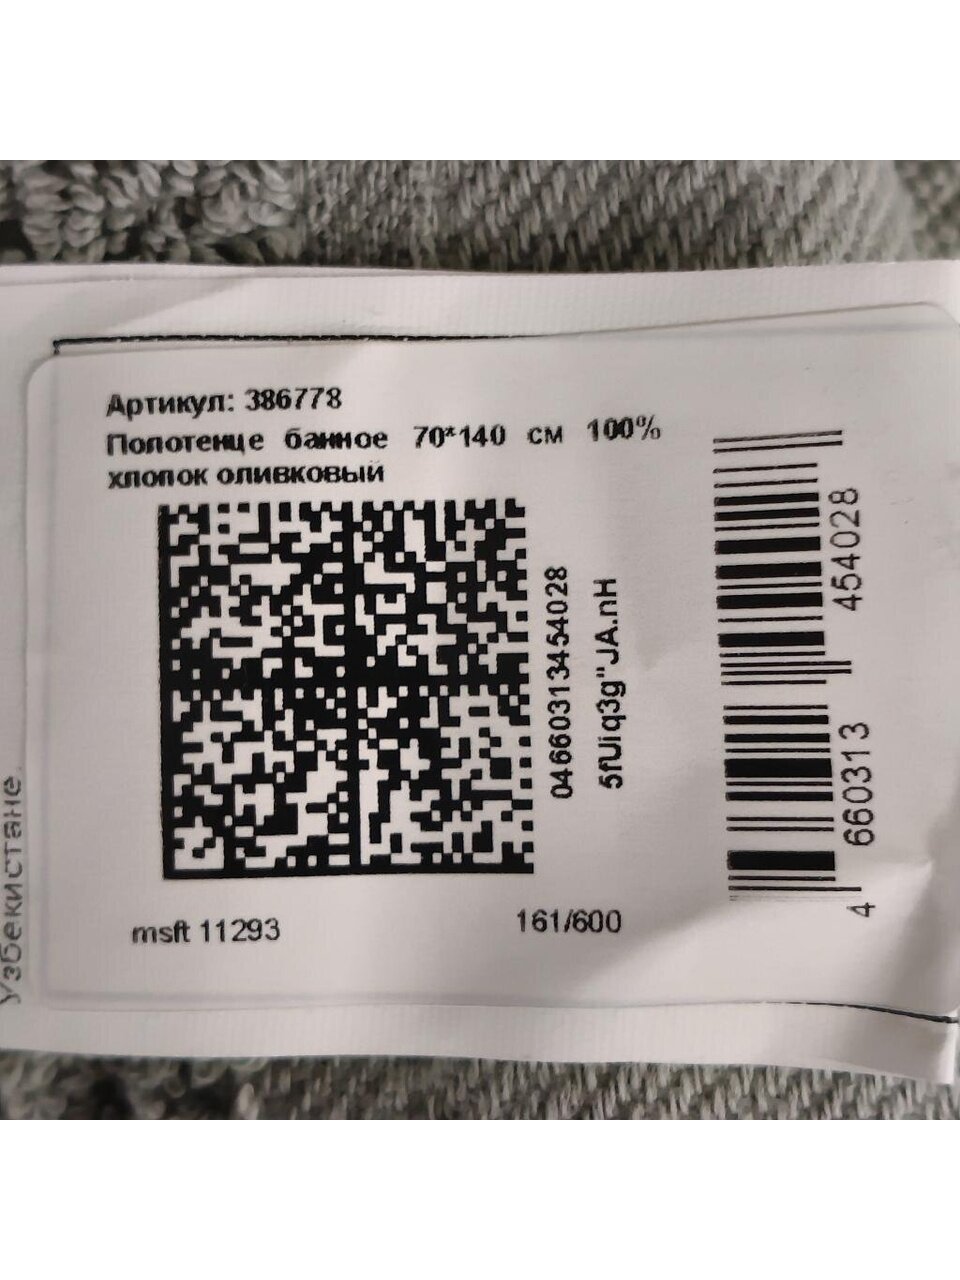 Артикул: 386778
Полотенце банное 70*140 см 100%
хлопок оливковый
04660313454028
5fUiq3g"JA.nH
4 660313 454028
msft 11293
161/600
Узбекистане.